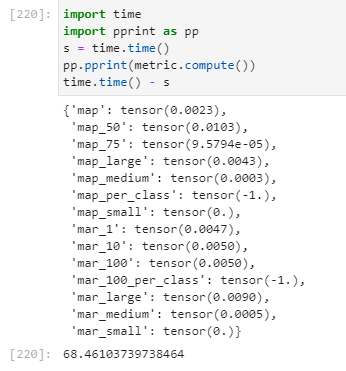 [220]: import time
import pprint as pp
s = time.time()
pp.pprint(metric.compute())
time.time() - s
{'map': tensor(0.0023),
'map_50': tensor(0.0103),
'map_75': tensor(9.5794e-05),
'map_large': tensor(0.0043),
'map_medium': tensor(0.0003),
'map_per_class': tensor(-1.),
'map_small': tensor(0.),
'mar_1': tensor(0.0047),
'mar_10': tensor(0.0050),
'mar_100': tensor(0.0050),
'mar_100_per_class': tensor(-1.),
'mar_large': tensor(0.0090),
'mar_medium': tensor(0.0005),
'mar_small': tensor(0.)}
[220]: 68.46103739738464